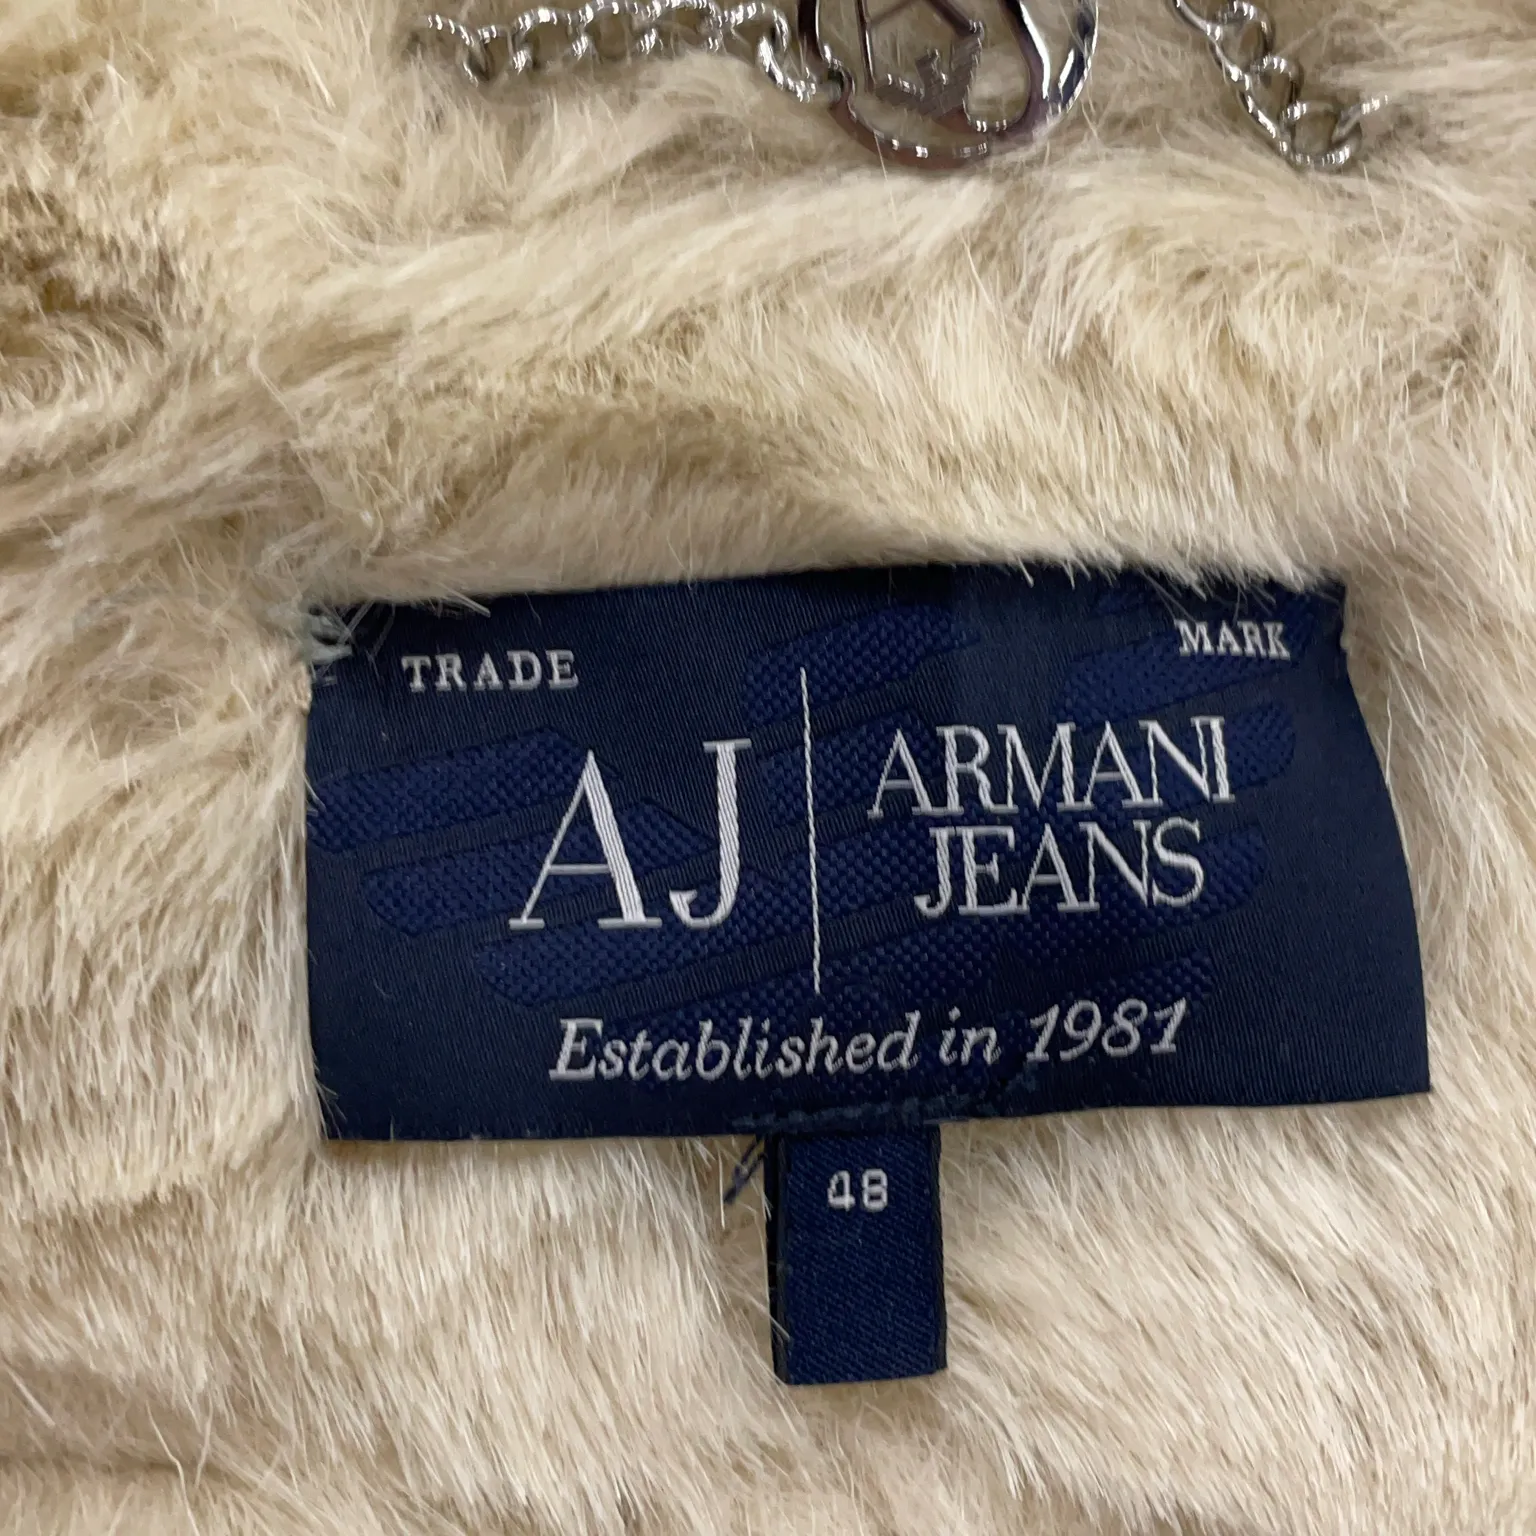 TRADE MARK
AJ ARMANI
JEANS
Established in 1981
48